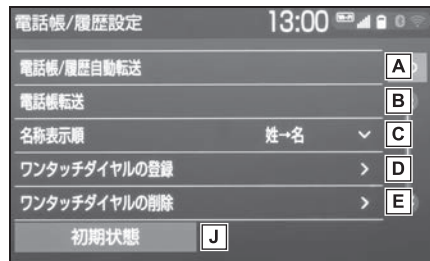 電話帳/履歴設定 13:00
電話帳/履歴自動転送 A
電話帳転送 B
名称表示順 姓→名 C
ワンタッチダイヤルの登録 D
ワンタッチダイヤルの削除 E
初期状態 J